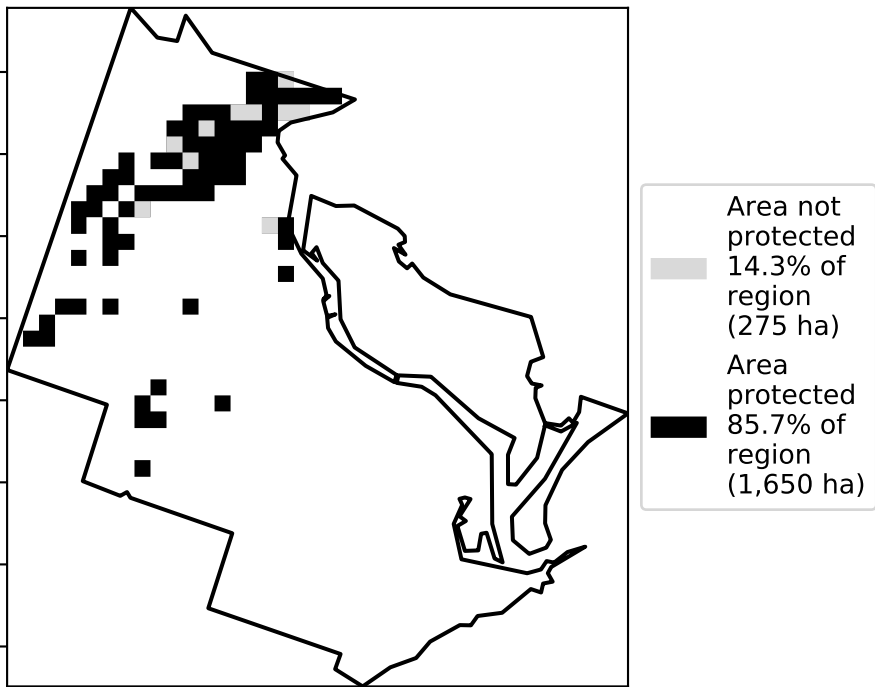 Area not
protected
14.3% of
region
(275 ha)
Area
protected
85.7% of
region
(1,650 ha)